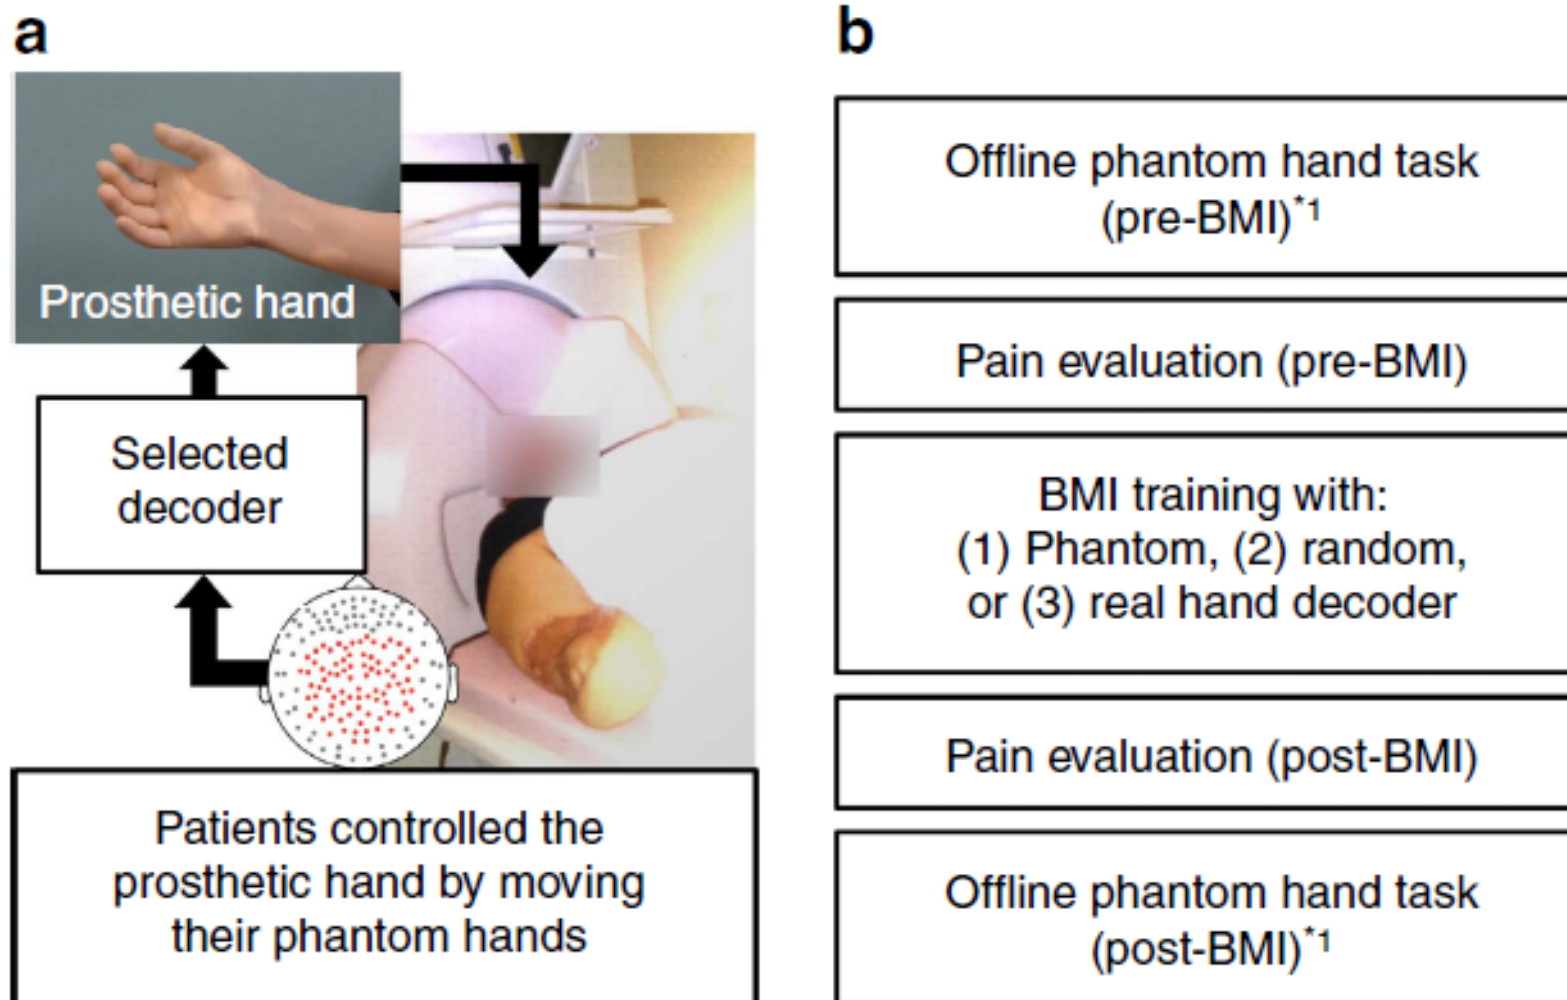 a
Prosthetic hand
Selected
decoder
Patients controlled the
prosthetic hand by moving
their phantom hands
b
Offline phantom hand task
(pre-BMI)*1
Pain evaluation (pre-BMI)
BMI training with:
(1) Phantom, (2) random,
or (3) real hand decoder
Pain evaluation (post-BMI)
Offline phantom hand task
(post-BMI)*1